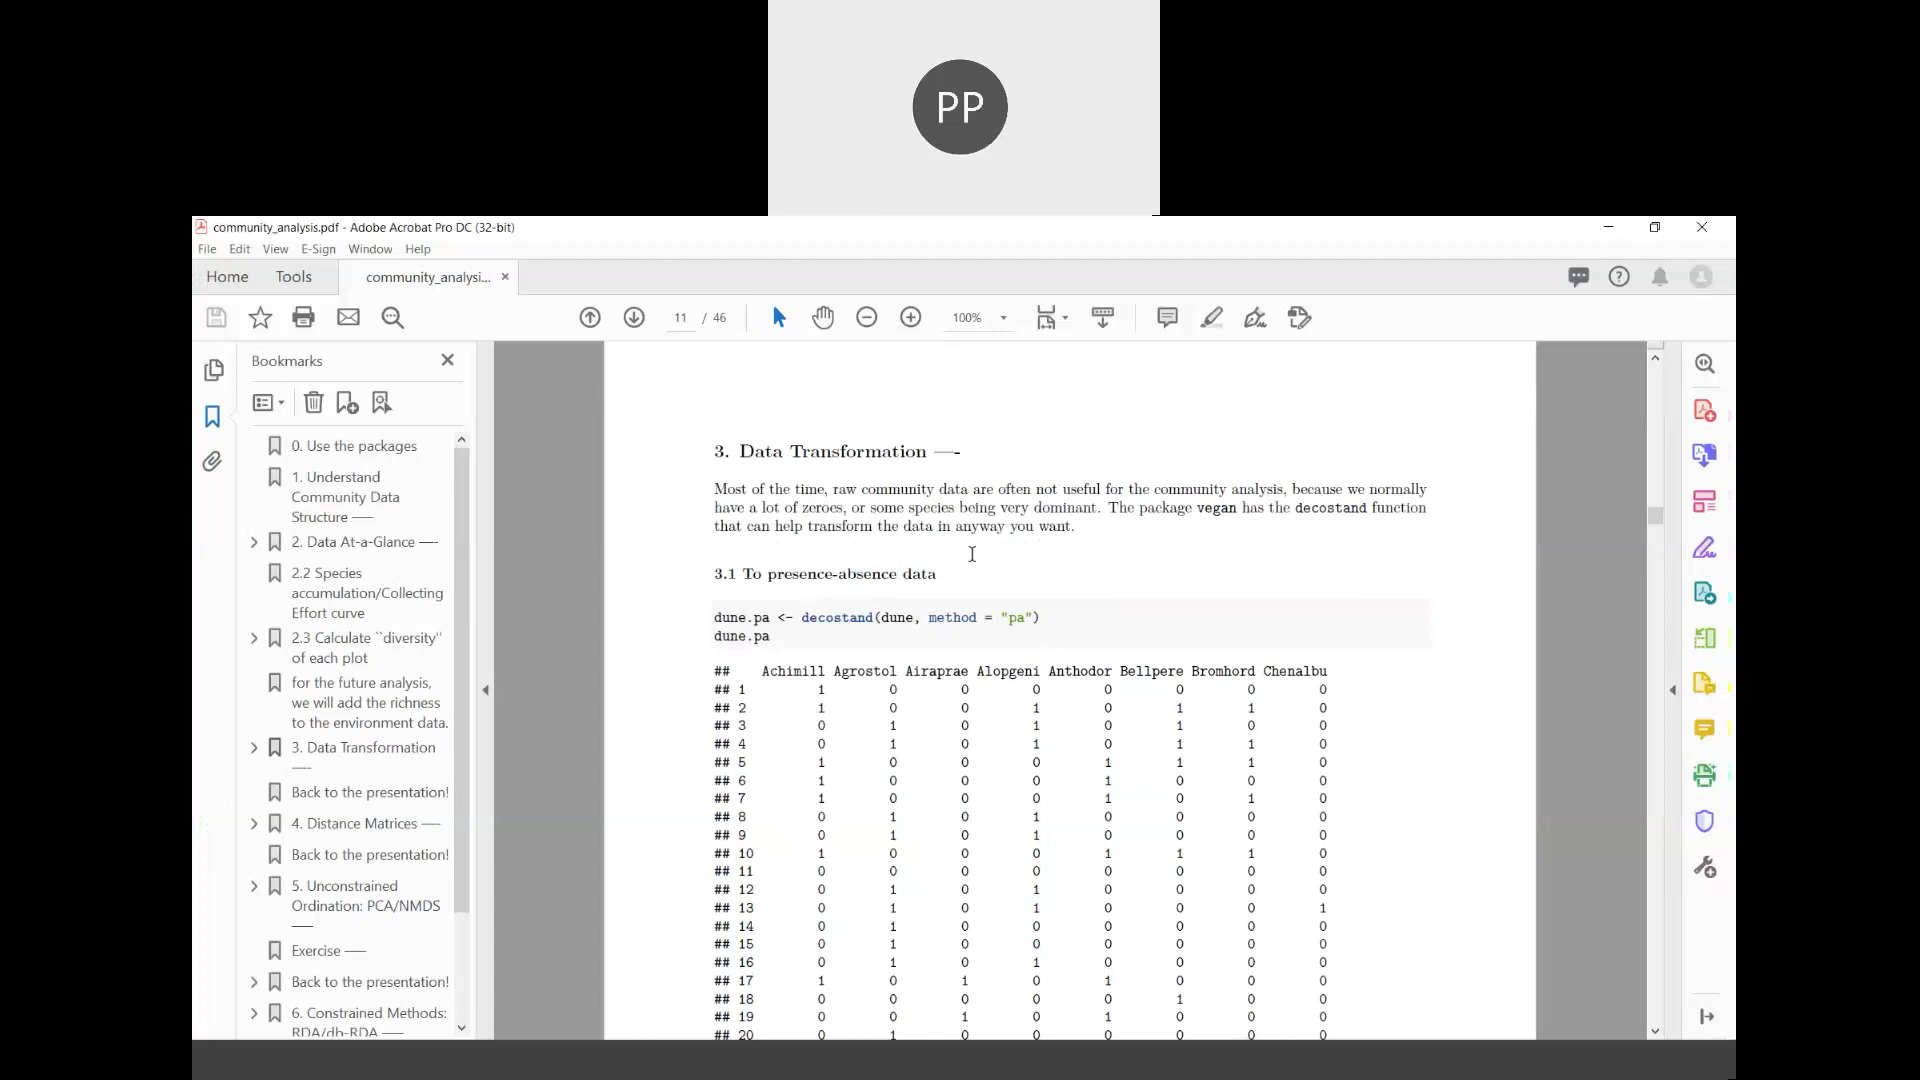 PP
community_analysis.pdf - Adobe Acrobat Pro DC (32-bit)
File Edit View E-Sign Window Help
Home Tools community_analysi... ×
11 / 46 100%
Bookmarks
0. Use the packages
1. Understand
Community Data
Structure —–
2. Data At-a-Glance —-
2.2 Species
accumulation/Collecting
Effort curve
2.3 Calculate ``diversity''
of each plot
for the future analysis,
we will add the richness
to the environment data.
3. Data Transformation
—-
Back to the presentation!
4. Distance Matrices —-
Back to the presentation!
5. Unconstrained
Ordination: PCA/NMDS
—–
Exercise —–
Back to the presentation!
6. Constrained Methods:
RDA/db-RDA —–
3. Data Transformation —-
Most of the time, raw community data are often not useful for the community analysis, because we normally
have a lot of zeroes, or some species being very dominant. The package vegan has the decostand function
that can help transform the data in anyway you want.
3.1 To presence-absence data
dune.pa <- decostand(dune, method = "pa")
dune.pa
## Achimill Agrostol Airaprae Alopgeni Anthodor Bellpere Bromhord Chenalbu
## 1 1 0 0 0 0 0 0 0
## 2 1 0 0 1 0 1 1 0
## 3 0 1 0 1 0 1 0 0
## 4 0 1 0 1 0 1 1 0
## 5 1 0 0 0 1 1 1 0
## 6 1 0 0 0 1 0 0 0
## 7 1 0 0 0 1 0 1 0
## 8 0 1 0 1 0 0 0 0
## 9 0 1 0 1 0 0 0 0
## 10 1 0 0 0 1 1 1 0
## 11 0 0 0 0 0 0 0 0
## 12 0 1 0 1 0 0 0 0
## 13 0 1 0 1 0 0 0 1
## 14 0 1 0 0 0 0 0 0
## 15 0 1 0 0 0 0 0 0
## 16 0 1 0 1 0 0 0 0
## 17 1 0 1 0 1 0 0 0
## 18 0 0 0 0 0 1 0 0
## 19 0 0 1 0 1 0 0 0
## 20 0 1 0 0 0 0 0 0